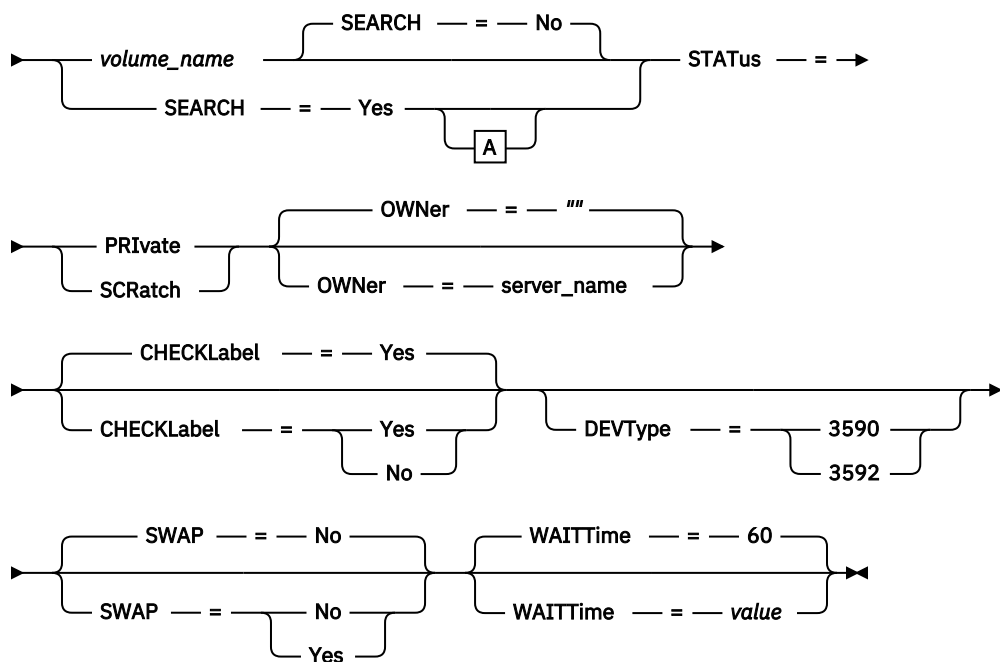 SEARCH = No
volume_name STATus =
SEARCH = Yes
A
OWNer = ""
PRIvate
SCRatch
OWNer = server_name
CHECKLabel = Yes
CHECKLabel = Yes DEVType = 3590
No 3592
SWAP = No WAITTime = 60
SWAP = No WAITTime = value
Yes